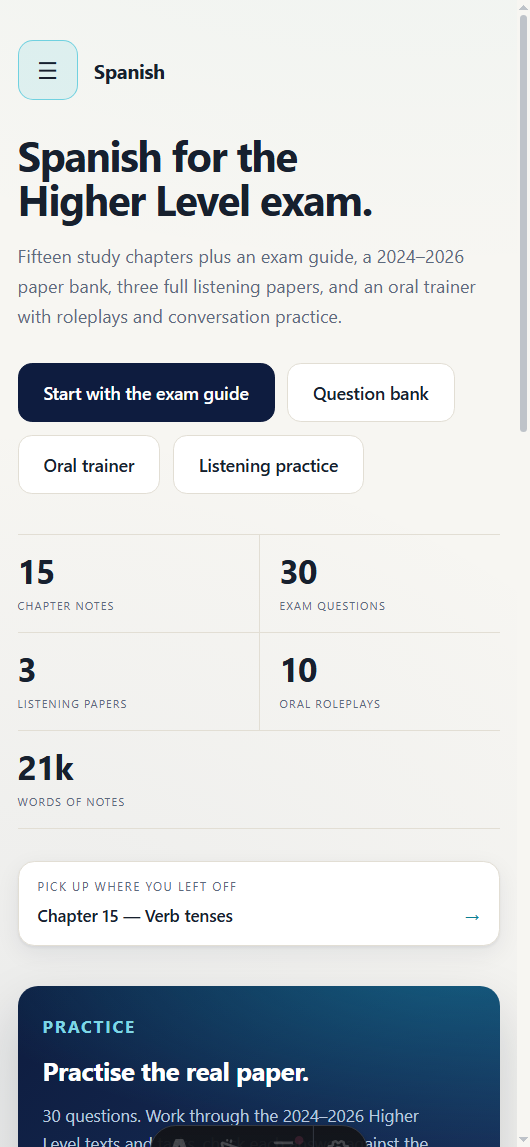 Spanish
Spanish for the
Higher Level exam.
Fifteen study chapters plus an exam guide, a 2024–2026
paper bank, three full listening papers, and an oral trainer
with roleplays and conversation practice.
Start with the exam guide
Question bank
Oral trainer
Listening practice
15
30
CHAPTER NOTES
EXAM QUESTIONS
3
10
LISTENING PAPERS
ORAL ROLEPLAYS
21k
WORDS OF NOTES
PICK UP WHERE YOU LEFT OFF
Chapter 15 — Verb tenses
→
PRACTICE
Practise the real paper.
30 questions. Work through the 2024–2026 Higher
Level texts and the